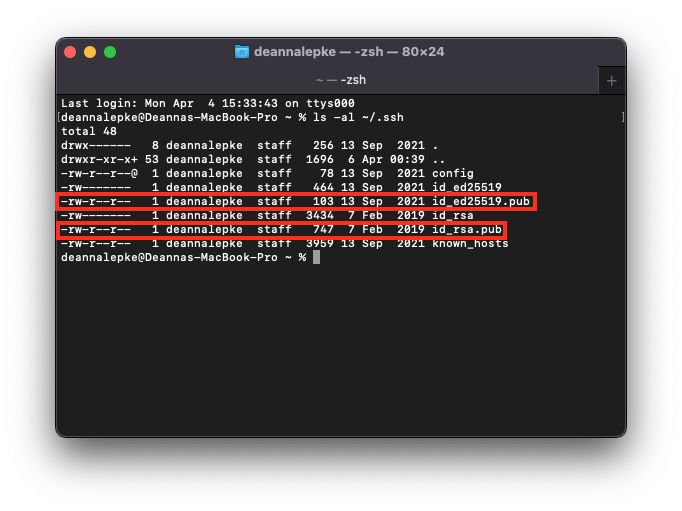 deannalepke — -zsh — 80×24
~ — -zsh
+
Last login: Mon Apr  4 15:33:43 on ttys000
[deannalepke@Deannas-MacBook-Pro ~ % ls -al ~/.ssh ]
total 48
drwx------   8 deannalepke  staff   256 13 Sep  2021 .
drwxr-xr-x+ 53 deannalepke  staff  1696  6 Apr 00:39 ..
-rw-r--r--@  1 deannalepke  staff    78 13 Sep  2021 config
-rw-------   1 deannalepke  staff   464 13 Sep  2021 id_ed25519
-rw-r--r--   1 deannalepke  staff   103 13 Sep  2021 id_ed25519.pub
-rw-------   1 deannalepke  staff  3434  7 Feb  2019 id_rsa
-rw-r--r--   1 deannalepke  staff   747  7 Feb  2019 id_rsa.pub
-rw-r--r--   1 deannalepke  staff  3959 13 Sep  2021 known_hosts
deannalepke@Deannas-MacBook-Pro ~ %